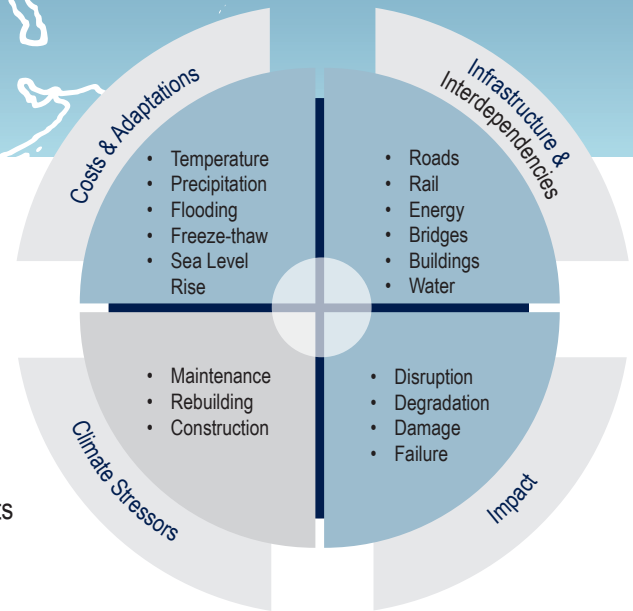 Costs & Adaptations
• Temperature
• Precipitation
• Flooding
• Freeze-thaw
• Sea Level
Rise
Infrastructure &
Interdependencies
• Roads
• Rail
• Energy
• Bridges
• Buildings
• Water
Climate Stressors
• Maintenance
• Rebuilding
• Construction
Impact
• Disruption
• Degradation
• Damage
• Failure